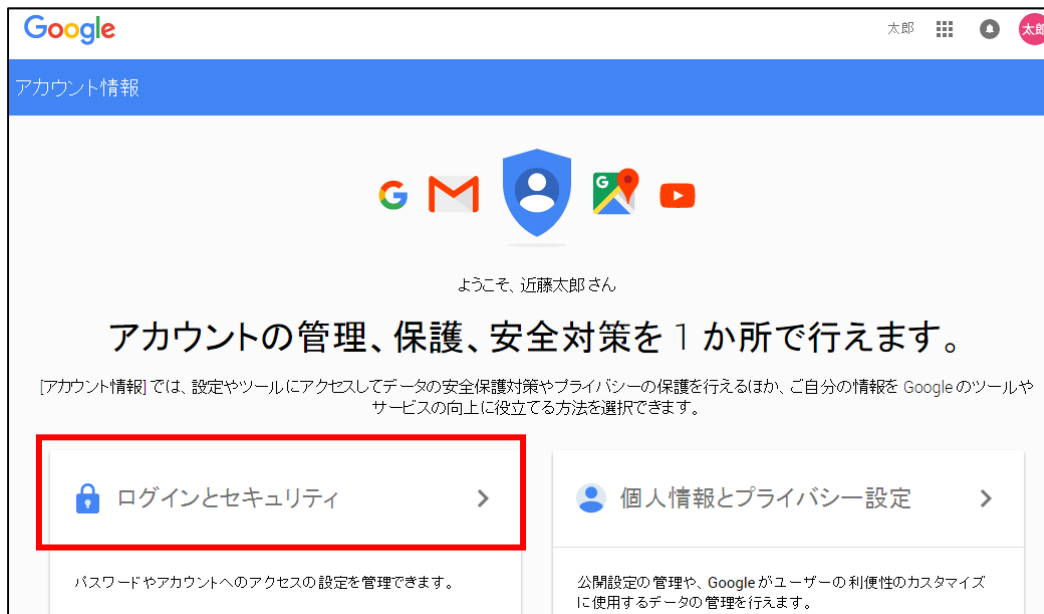 Google
太郎
太郎
アカウント情報
G
ようこそ、近藤太郎さん
アカウントの管理、保護、安全対策を 1 か所で行えます。
[アカウント情報] では、設定やツールにアクセスしてデータの安全保護対策やプライバシーの保護を行えるほか、ご自分の情報を Google のツールや
サービスの向上に役立てる方法を選択できます。
ログインとセキュリティ
個人情報とプライバシー設定
パスワードやアカウントへのアクセスの設定を管理できます。
公開設定の管理や、Google がユーザーの利便性のカスタマイズ
に使用するデータの管理を行えます。